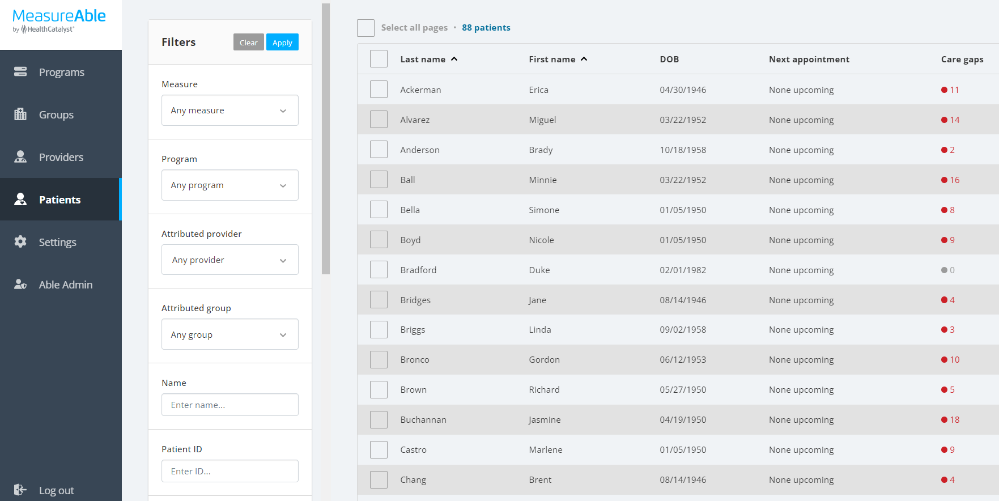 MeasureAble
by HealthCatalyst
Programs
Groups
Providers
Patients
Settings
Able Admin
Log out
Filters Clear Apply
Measure
Any measure
Program
Any program
Attributed provider
Any provider
Attributed group
Any group
Name
Enter name...
Patient ID
Enter ID...
Select all pages • 88 patients
Last name First name DOB Next appointment Care gaps
Ackerman Erica 04/30/1946 None upcoming 11
Alvarez Miguel 03/22/1952 None upcoming 14
Anderson Brady 10/18/1958 None upcoming 2
Ball Minnie 03/22/1952 None upcoming 16
Bella Simone 01/05/1950 None upcoming 8
Boyd Nicole 01/05/1950 None upcoming 9
Bradford Duke 02/01/1982 None upcoming 0
Bridges Jane 08/14/1946 None upcoming 4
Briggs Linda 09/02/1958 None upcoming 3
Bronco Gordon 06/12/1953 None upcoming 10
Brown Richard 05/27/1950 None upcoming 5
Buchannan Jasmine 04/19/1950 None upcoming 18
Castro Marlene 01/05/1950 None upcoming 9
Chang Brent 08/14/1946 None upcoming 4